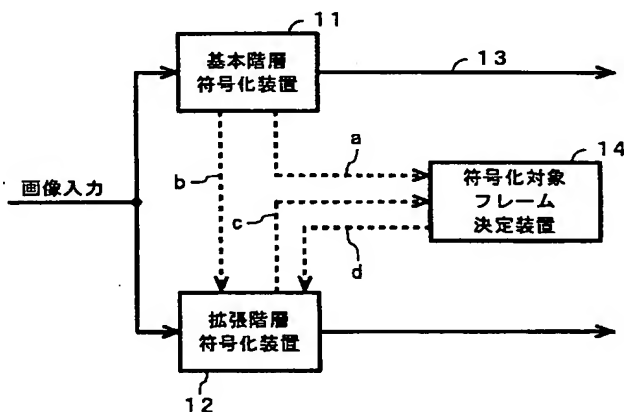 11
基本階層
符号化装置
13
a
14
画像入力
b
c
符号化対象
フレーム
決定装置
d
拡張階層
符号化装置
12